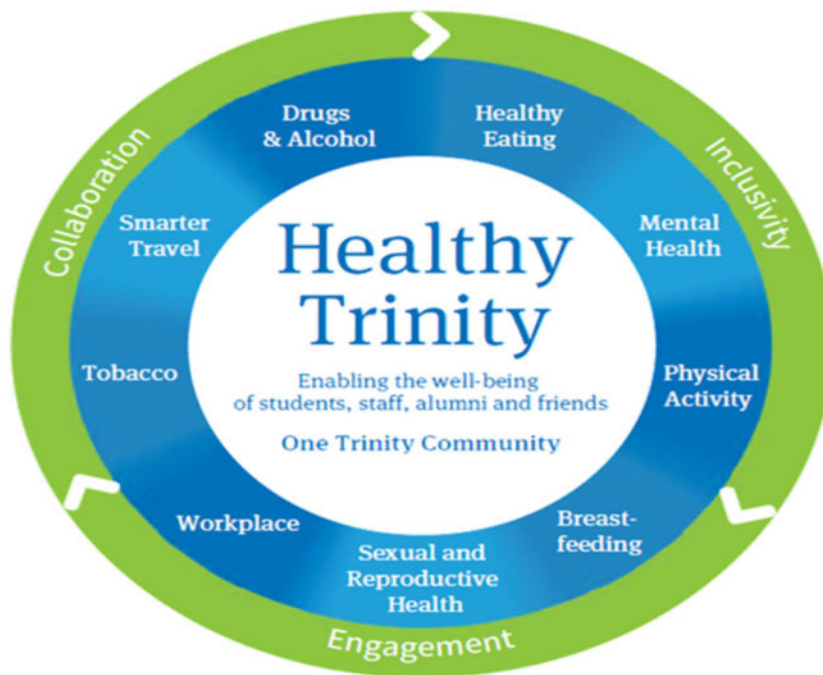 Healthy
Trinity
Enabling the well-being
of students, staff, alumni and friends
One Trinity Community
Drugs
& Alcohol
Healthy
Eating
Mental
Health
Physical
Activity
Breast-
feeding
Sexual and
Reproductive
Health
Workplace
Tobacco
Smarter
Travel
Collaboration
Inclusivity
Engagement